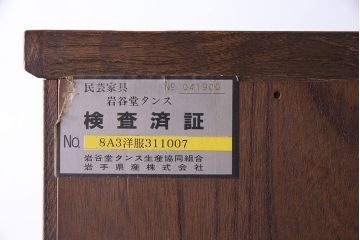 民芸家具 No 041900
岩谷堂タンス
検査済証
No. 8A3洋服311007
岩谷堂タンス生産協同組合
岩手県産株式会社